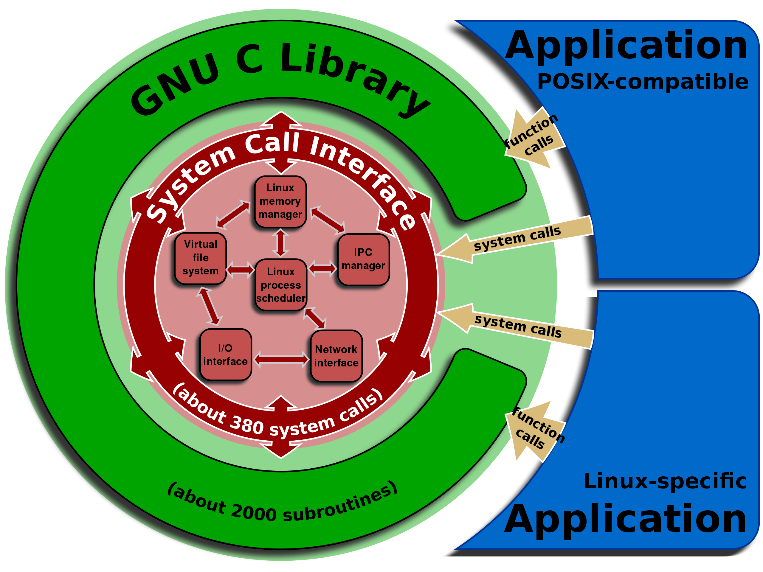 GNU C Library
System Call Interface
Linux
memory
manager
Virtual
file
system
IPC
manager
Linux
process
scheduler
I/O
interface
Network
interface
(about 380 system calls)
(about 2000 subroutines)
Application
POSIX-compatible
function
calls
system calls
system calls
function
calls
Linux-specific
Application